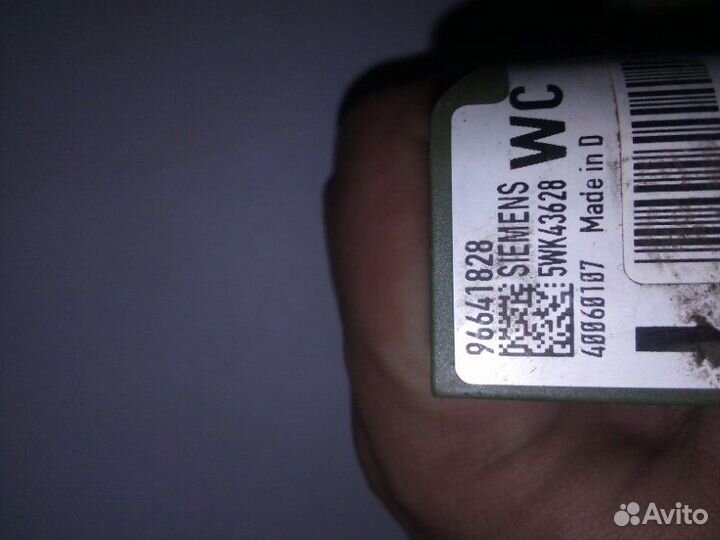 96641828
SIEMENS
5WK43628
WC
40060107 Made in D
Avito